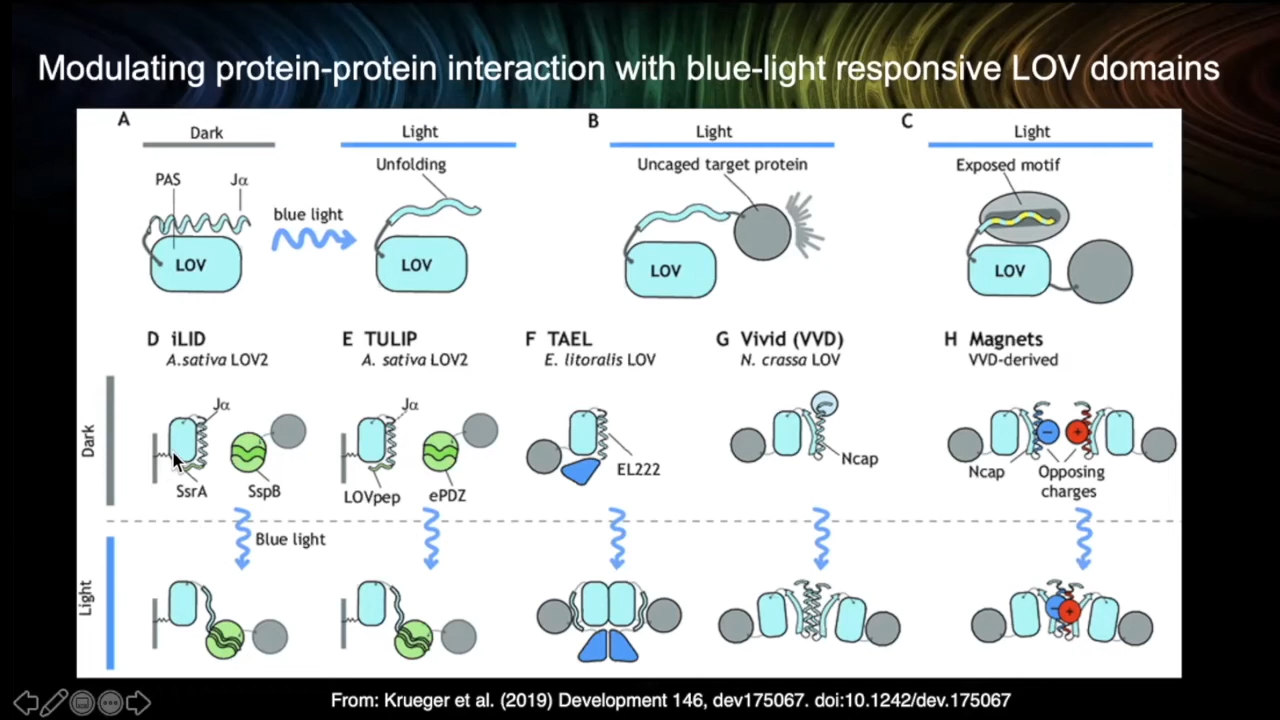 Modulating protein-protein interaction with blue-light responsive LOV domains
A
Dark
Light
PAS
Jα
blue light
Unfolding
LOV
LOV
B
Light
Uncaged target protein
LOV
C
Light
Exposed motif
LOV
D iLID
A.sativa LOV2
E TULIP
A. sativa LOV2
F TAEL
E. litoralis LOV
G Vivid (VVD)
N. crassa LOV
H Magnets
VVD-derived
Dark
Jα
SsrA
SspB
Jα
LOVpep
ePDZ
EL222
Ncap
−
+
Ncap
Opposing
charges
Blue light
Light
−
+
From: Krueger et al. (2019) Development 146, dev175067. doi:10.1242/dev.175067